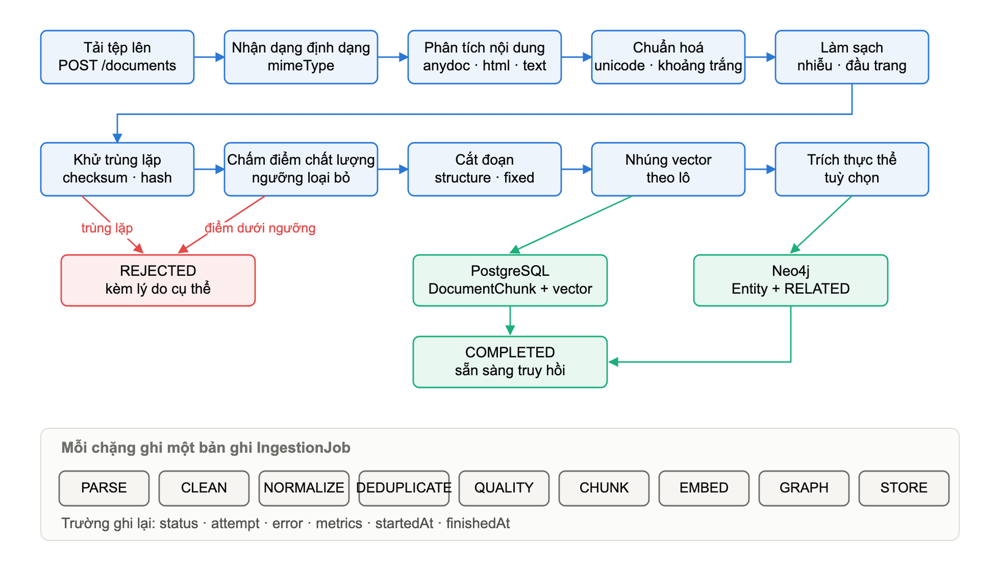 Tải tệp lên
POST /documents
Nhận dạng định dạng
mimeType
Phân tích nội dung
anydoc · html · text
Chuẩn hoá
unicode · khoảng trắng
Làm sạch
nhiễu · đầu trang
Khử trùng lặp
checksum · hash
Chấm điểm chất lượng
ngưỡng loại bỏ
Cắt đoạn
structure · fixed
Nhúng vector
theo lô
Trích thực thể
tuỳ chọn
trùng lặp
điểm dưới ngưỡng
REJECTED
kèm lý do cụ thể
PostgreSQL
DocumentChunk + vector
Neo4j
Entity + RELATED
COMPLETED
sẵn sàng truy hồi
Mỗi chặng ghi một bản ghi IngestionJob
PARSE
CLEAN
NORMALIZE
DEDUPLICATE
QUALITY
CHUNK
EMBED
GRAPH
STORE
Trường ghi lại: status · attempt · error · metrics · startedAt · finishedAt